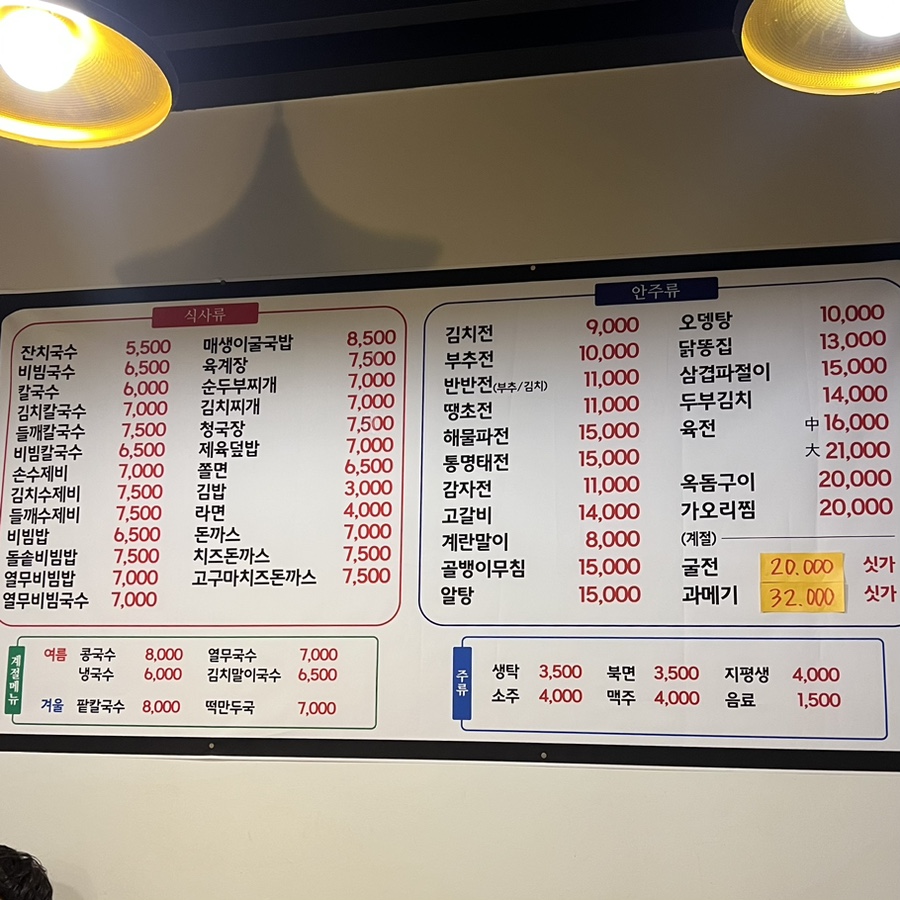 식사류
잔치국수 5,500
비빔국수 6,500
칼국수 6,000
김치칼국수 7,000
들깨칼국수 7,500
비빔칼국수 6,500
손수제비 7,000
김치수제비 7,500
들깨수제비 7,500
비빔밥 6,500
돌솥비빔밥 7,500
열무비빔밥 7,000
열무비빔국수 7,000
매생이굴국밥 8,500
육계장 7,500
순두부찌개 7,000
김치찌개 7,000
청국장 7,500
제육덮밥 7,000
쫄면 6,500
김밥 3,000
라면 4,000
돈까스 7,000
치즈돈까스 7,500
고구마치즈돈까스 7,500
안주류
김치전 9,000
부추전 10,000
반반전(부추/김치) 11,000
땡초전 11,000
해물파전 15,000
통명태전 15,000
감자전 11,000
고갈비 14,000
계란말이 8,000
골뱅이무침 15,000
알탕 15,000
오뎅탕 10,000
닭똥집 13,000
삼겹파절이 15,000
두부김치 14,000
육전 中 16,000
大 21,000
옥돔구이 20,000
가오리찜 20,000
(계절)
굴전 20.000 싯가
과메기 32.000 싯가
계절메뉴
여름 콩국수 8,000 열무국수 7,000
냉국수 6,000 김치말이국수 6,500
겨울 팥칼국수 8,000 떡만두국 7,000
주류
생탁 3,500 북면 3,500 지평생 4,000
소주 4,000 맥주 4,000 음료 1,500